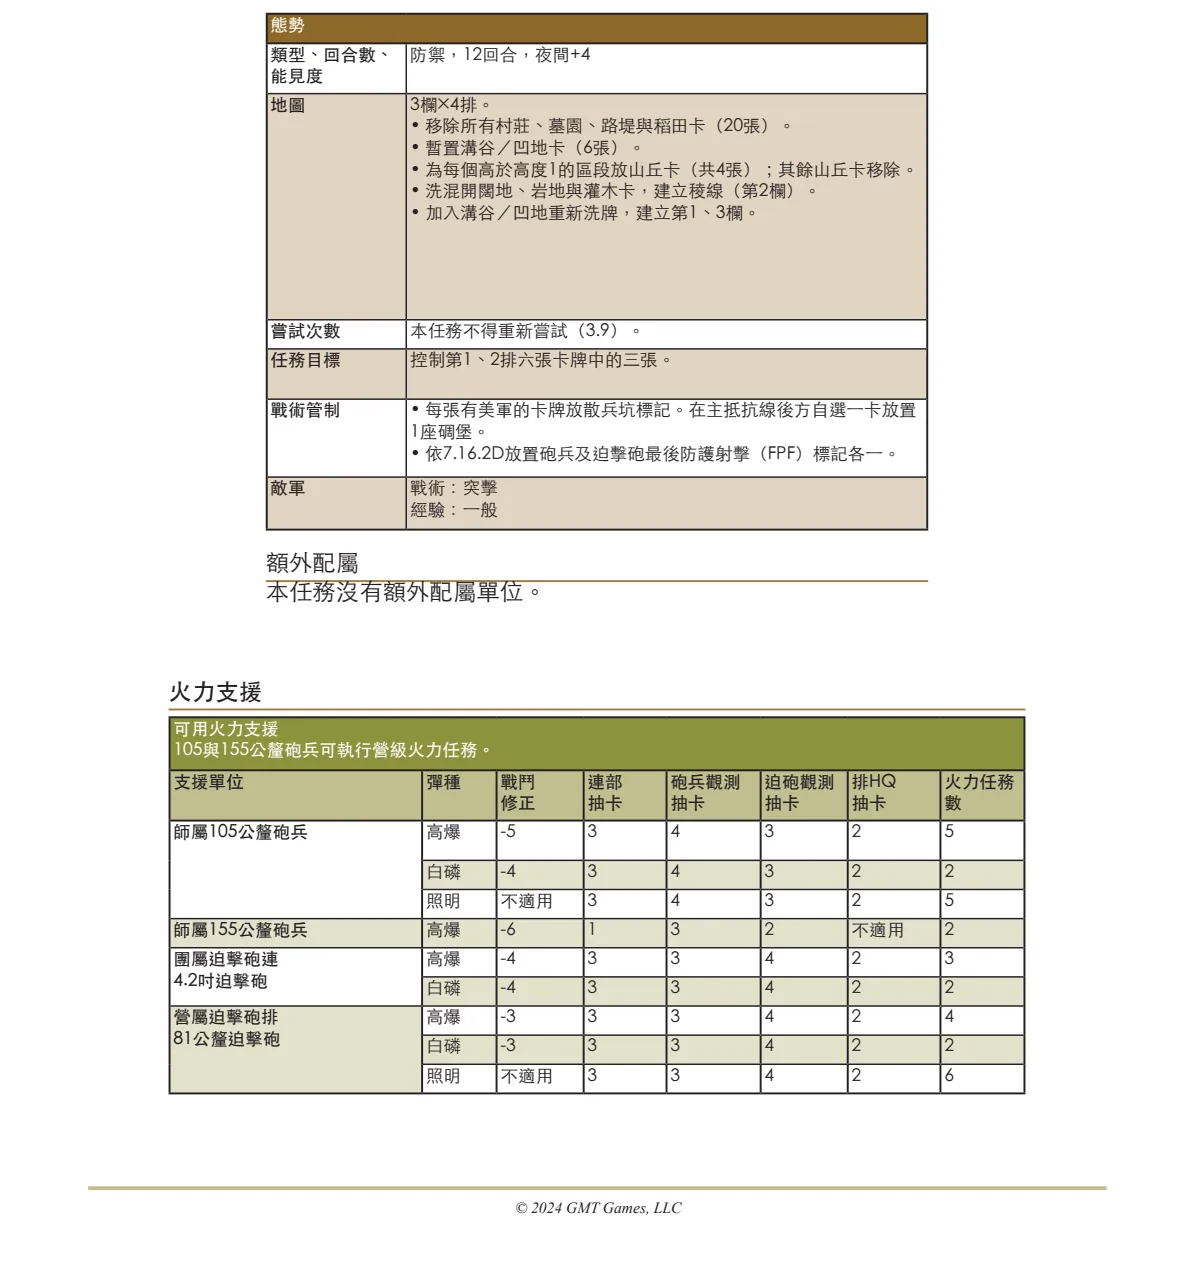 態勢
類型、回合數、 防禦，12回合，夜間+4
能見度
地圖 3欄×4排。
• 移除所有村莊、墓園、路堤與稻田卡（20張）。
• 暫置溝谷／凹地卡（6張）。
• 為每個高於高度1的區段放山丘卡（共4張）；其餘山丘卡移除。
• 洗混開闊地、岩地與灌木卡，建立稜線（第2欄）。
• 加入溝谷／凹地重新洗牌，建立第1、3欄。
嘗試次數 本任務不得重新嘗試（3.9）。
任務目標 控制第1、2排六張卡牌中的三張。
戰術管制 • 每張有美軍的卡牌放散兵坑標記。在主抵抗線後方自選一卡放置
1座碉堡。
• 依7.16.2D放置砲兵及迫擊砲最後防護射擊（FPF）標記各一。
敵軍 戰術：突擊
經驗：一般
額外配屬
本任務沒有額外配屬單位。
火力支援
可用火力支援
105與155公釐砲兵可執行營級火力任務。
支援單位 彈種 戰鬥 連部 砲兵觀測 迫砲觀測 排HQ 火力任務
修正 抽卡 抽卡 抽卡 抽卡 數
師屬105公釐砲兵 高爆 -5 3 4 3 2 5
白磷 -4 3 4 3 2 2
照明 不適用 3 4 3 2 5
師屬155公釐砲兵 高爆 -6 1 3 2 不適用 2
團屬迫擊砲連 高爆 -4 3 3 4 2 3
4.2吋迫擊砲 白磷 -4 3 3 4 2 2
營屬迫擊砲排 高爆 -3 3 3 4 2 4
81公釐迫擊砲 白磷 -3 3 3 4 2 2
照明 不適用 3 3 4 2 6
© 2024 GMT Games, LLC